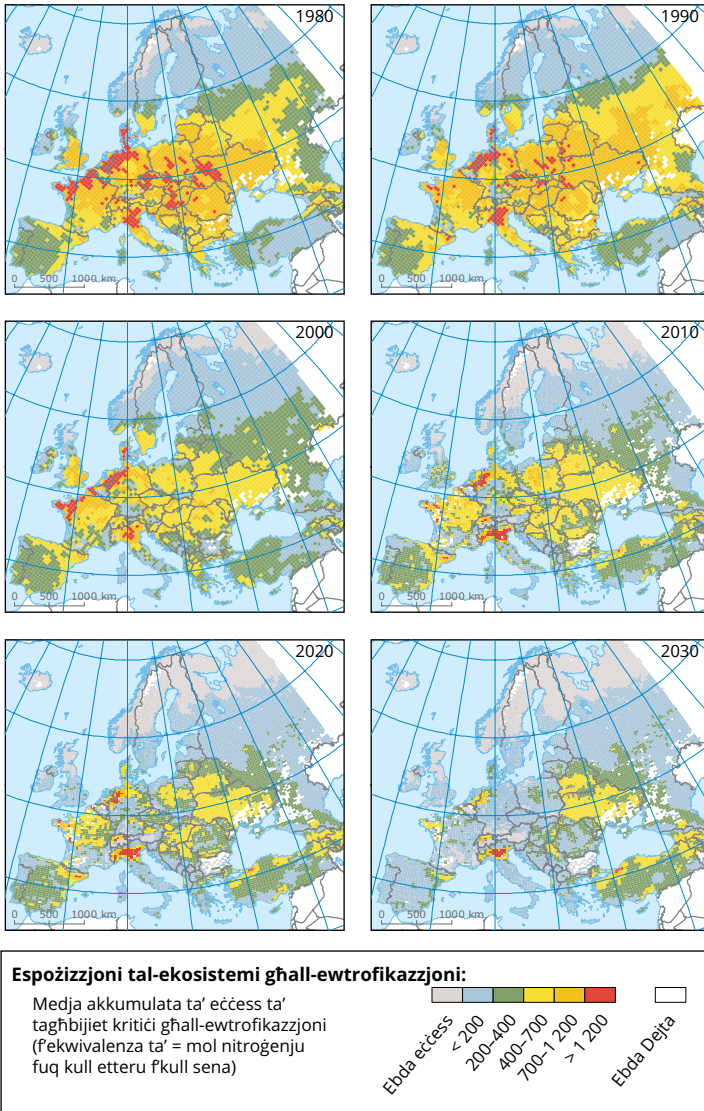 1980
0 500 1000 km
1990
0 500 1000 km
2000
0 500 1000 km
2010
0 500 1000 km
2020
0 500 1000 km
2030
0 500 1000 km
Espożizzjoni tal-ekosistemi għall-ewtrofikazzjoni:
Medja akkumulata ta’ eċċess ta’
tagħbijiet kritiċi għall-ewtrofikazzjoni
(f’ekwivalenza ta’ = mol nitroġenju
fuq kull etteru f’kull sena)
Ebda eċċess
< 200
200–400
400–700
700–1 200
> 1 200
Ebda Dejta